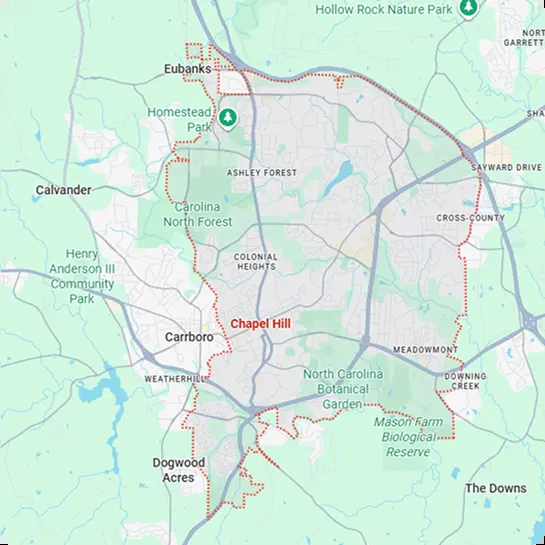 Hollow Rock Nature Park
NORT
GARRETT
Eubanks
Homestead
Park
SHA
ASHLEY FOREST
SAYWARD DRIVE
Calvander
Carolina
North Forest
CROSS-COUNTY
Henry
Anderson III
Community
Park
COLONIAL
HEIGHTS
Chapel Hill
Carrboro
MEADOWMONT
WEATHERHILL
North Carolina
Botanical
Garden
DOWNING
CREEK
Mason Farm
Biological
Reserve
Dogwood
Acres
The Downs